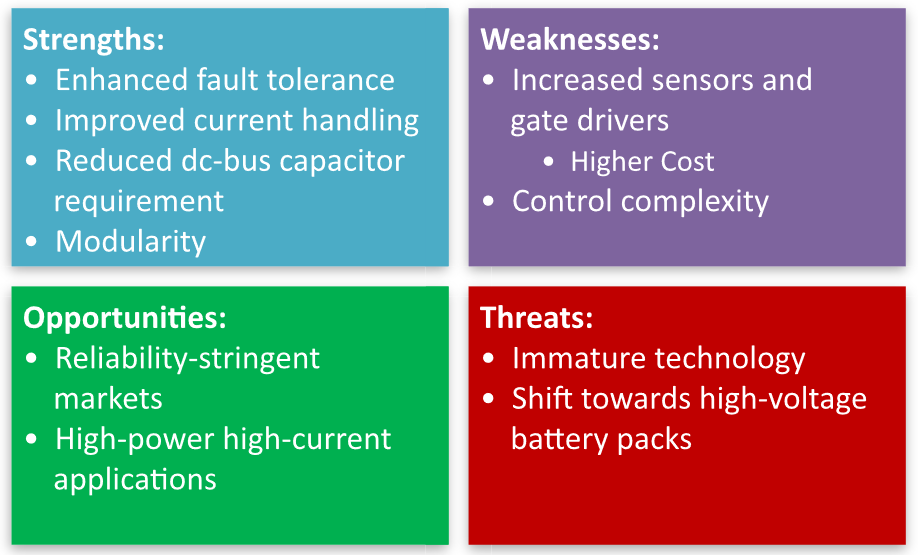 Strengths:
• Enhanced fault tolerance
• Improved current handling
• Reduced dc-bus capacitor
requirement
• Modularity
Weaknesses:
• Increased sensors and
gate drivers
• Higher Cost
• Control complexity
Opportunities:
• Reliability-stringent
markets
• High-power high-current
applications
Threats:
• Immature technology
• Shift towards high-voltage
battery packs